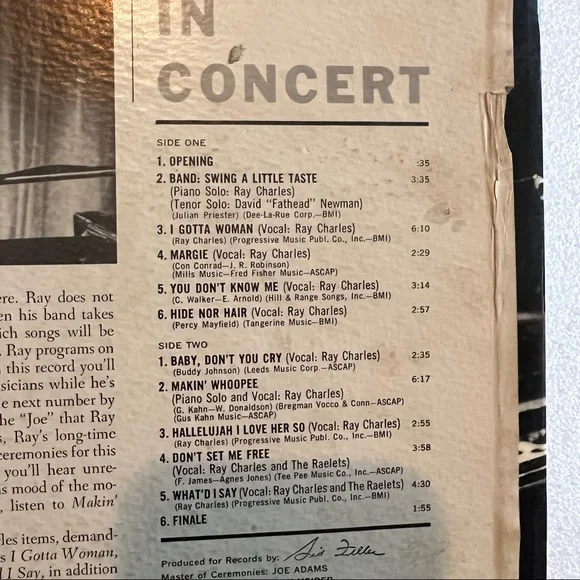 IN
CONCERT
SIDE ONE
1. OPENING :35
2. BAND: SWING A LITTLE TASTE 3:35
(Piano Solo: Ray Charles)
(Tenor Solo: David "Fathead" Newman)
(Julian Priester) (Dee-La-Rue Corp.—BMI)
3. I GOTTA WOMAN (Vocal: Ray Charles) 6:10
(Ray Charles) (Progressive Music Publ. Co., Inc.—BMI)
4. MARGIE (Vocal: Ray Charles) 2:29
(Con Conrad—J. R. Robinson)
(Mills Music—Fred Fisher Music—ASCAP)
5. YOU DON'T KNOW ME (Vocal: Ray Charles) 3:14
(C. Walker—E. Arnold) (Hill & Range Songs, Inc.—BMI)
6. HIDE NOR HAIR (Vocal: Ray Charles) 2:57
(Percy Mayfield) (Tangerine Music—BMI)
SIDE TWO
1. BABY, DON'T YOU CRY (Vocal: Ray Charles) 2:35
(Buddy Johnson) (Leeds Music Corp.—ASCAP)
2. MAKIN' WHOOPEE 6:17
(Piano Solo and Vocal: Ray Charles)
(G. Kahn—W. Donaldson) (Bregman Vocco & Conn—ASCAP)
(Gus Kahn Music—ASCAP)
3. HALLELUJAH I LOVE HER SO (Vocal: Ray Charles) 2:55
(Ray Charles) (Progressive Music Publ. Co., Inc.—BMI)
4. DON'T SET ME FREE 3:58
(Vocal: Ray Charles and The Raelets)
(F. James—Agnes Jones) (Tee Pee Music Co.—ASCAP)
5. WHAT'D I SAY (Vocal: Ray Charles and The Raelets) 4:30
(Ray Charles) (Progressive Music Publ. Co., Inc.—BMI)
6. FINALE 1:55
Produced for Records by: Sid Feller
Master of Ceremonies: JOE ADAMS
ere. Ray does not
en his band takes
ich songs will be
. Ray programs on
this record you'll
sicians while he's
e next number by
the "Joe" that Ray
s, Ray's long-time
ceremonies for this
you'll hear unre-
is mood of the mo-
, listen to Makin'
les items, demand-
s I Gotta Woman,
I Say, in addition